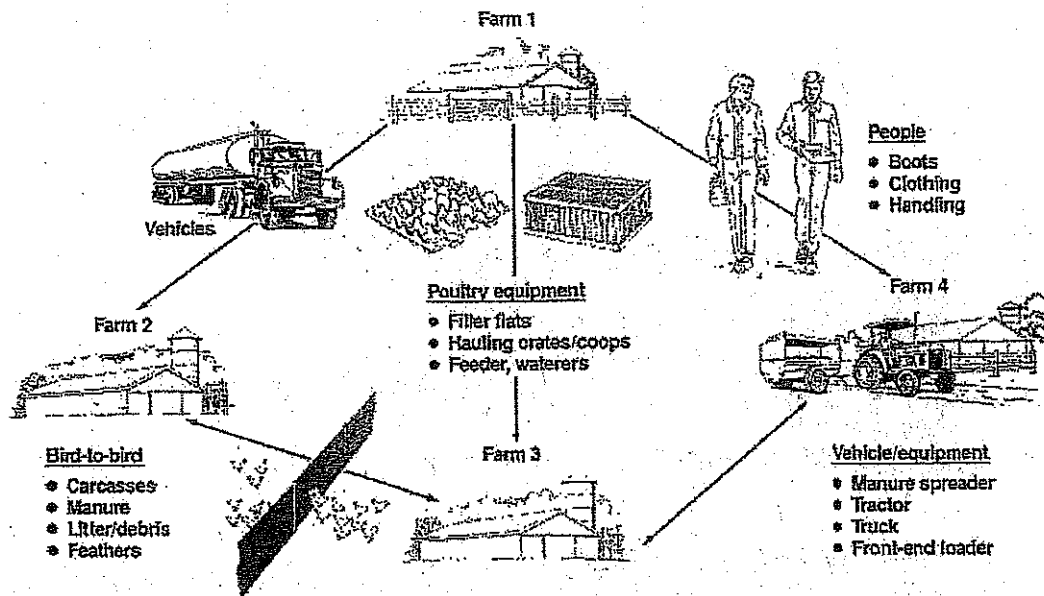 Farm 1
Vehicles
People
• Boots
• Clothing
• Handling
Poultry equipment
• Filler flats
• Hauling crates/coops
• Feeder, waterers
Farm 2
Farm 4
Bird-to-bird
• Carcasses
• Manure
• Litter/debris
• Feathers
Farm 3
Vehicle/equipment
• Manure spreader
• Tractor
• Truck
• Front-end loader